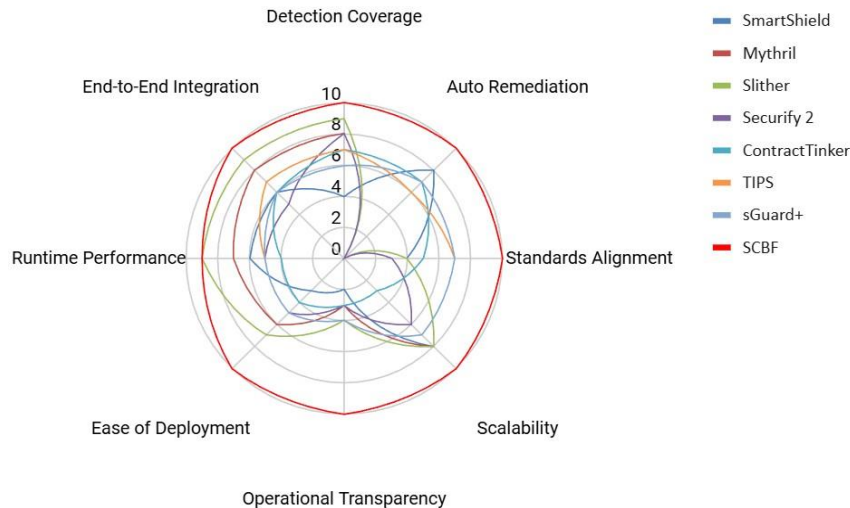 Detection Coverage
SmartShield
Mythril
End-to-End Integration
Auto Remediation
Slither
10
8
Securify 2
6
ContractTinker
4
TIPS
2
sGuard+
0
SCBF
Runtime Performance
Standards Alignment
Ease of Deployment
Scalability
Operational Transparency